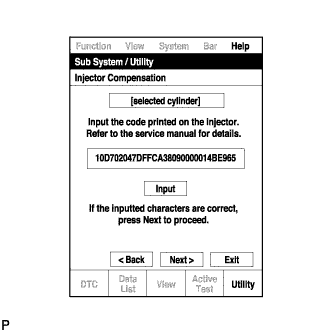 Function View System Bar Help
Sub System / Utility
Injector Compensation
[selected cylinder]
Input the code printed on the injector.
Refer to the service manual for details.
10D702047DFFCA38090000014BE965
Input
If the inputted characters are correct,
press Next to proceed.
< Back Next > Exit
DTC Data List View Active Test Utility
P